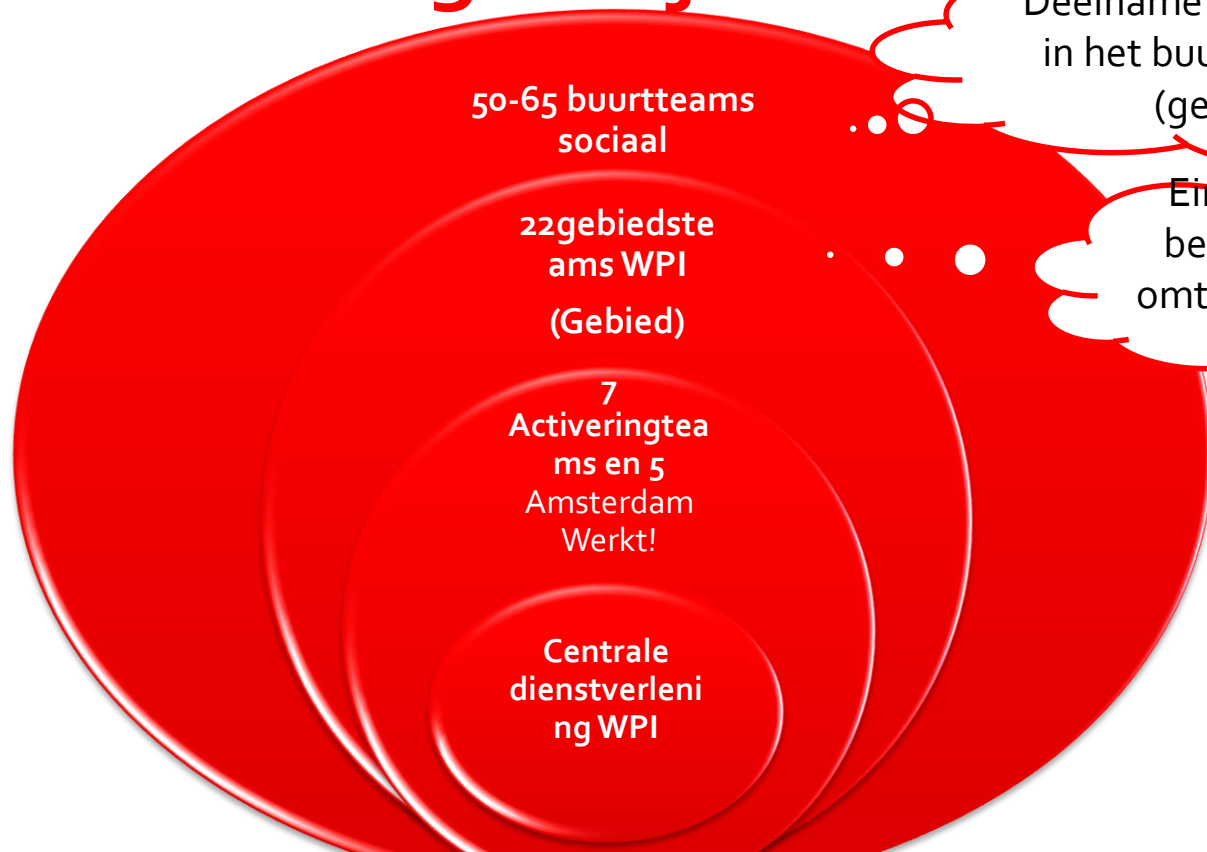 50-65 buurtteams
sociaal
22gebiedste
ams WPI
(Gebied)
7
Activeringtea
ms en 5
Amsterdam
Werkt!
Centrale
dienstverleni
ng WPI
Deelname
in het